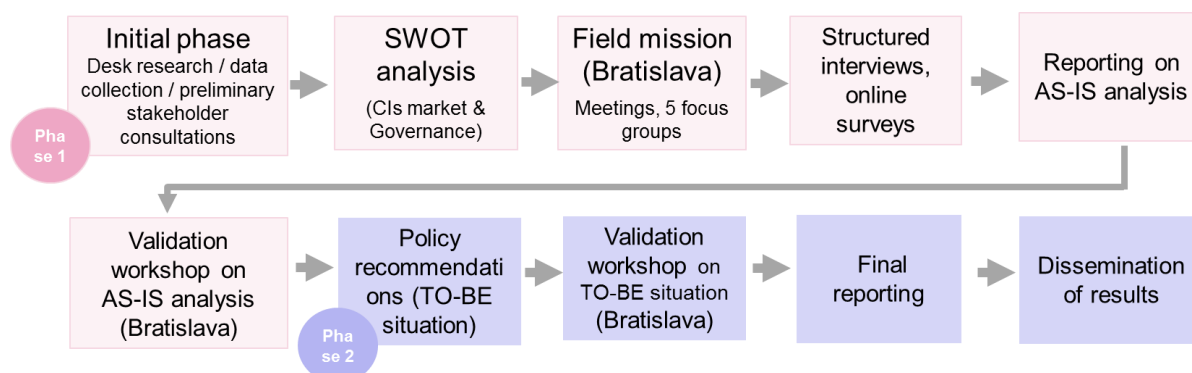 Initial phase
Desk research / data
collection / preliminary
stakeholder
consultations
Pha
se 1
SWOT
analysis
(CIs market &
Governance)
Field mission
(Bratislava)
Meetings, 5 focus
groups
Structured
interviews,
online
surveys
Reporting on
AS-IS analysis
Validation
workshop on
AS-IS analysis
(Bratislava)
Policy
recommendati
ons (TO-BE
situation)
Pha
se 2
Validation
workshop on
TO-BE situation
(Bratislava)
Final
reporting
Dissemination
of results